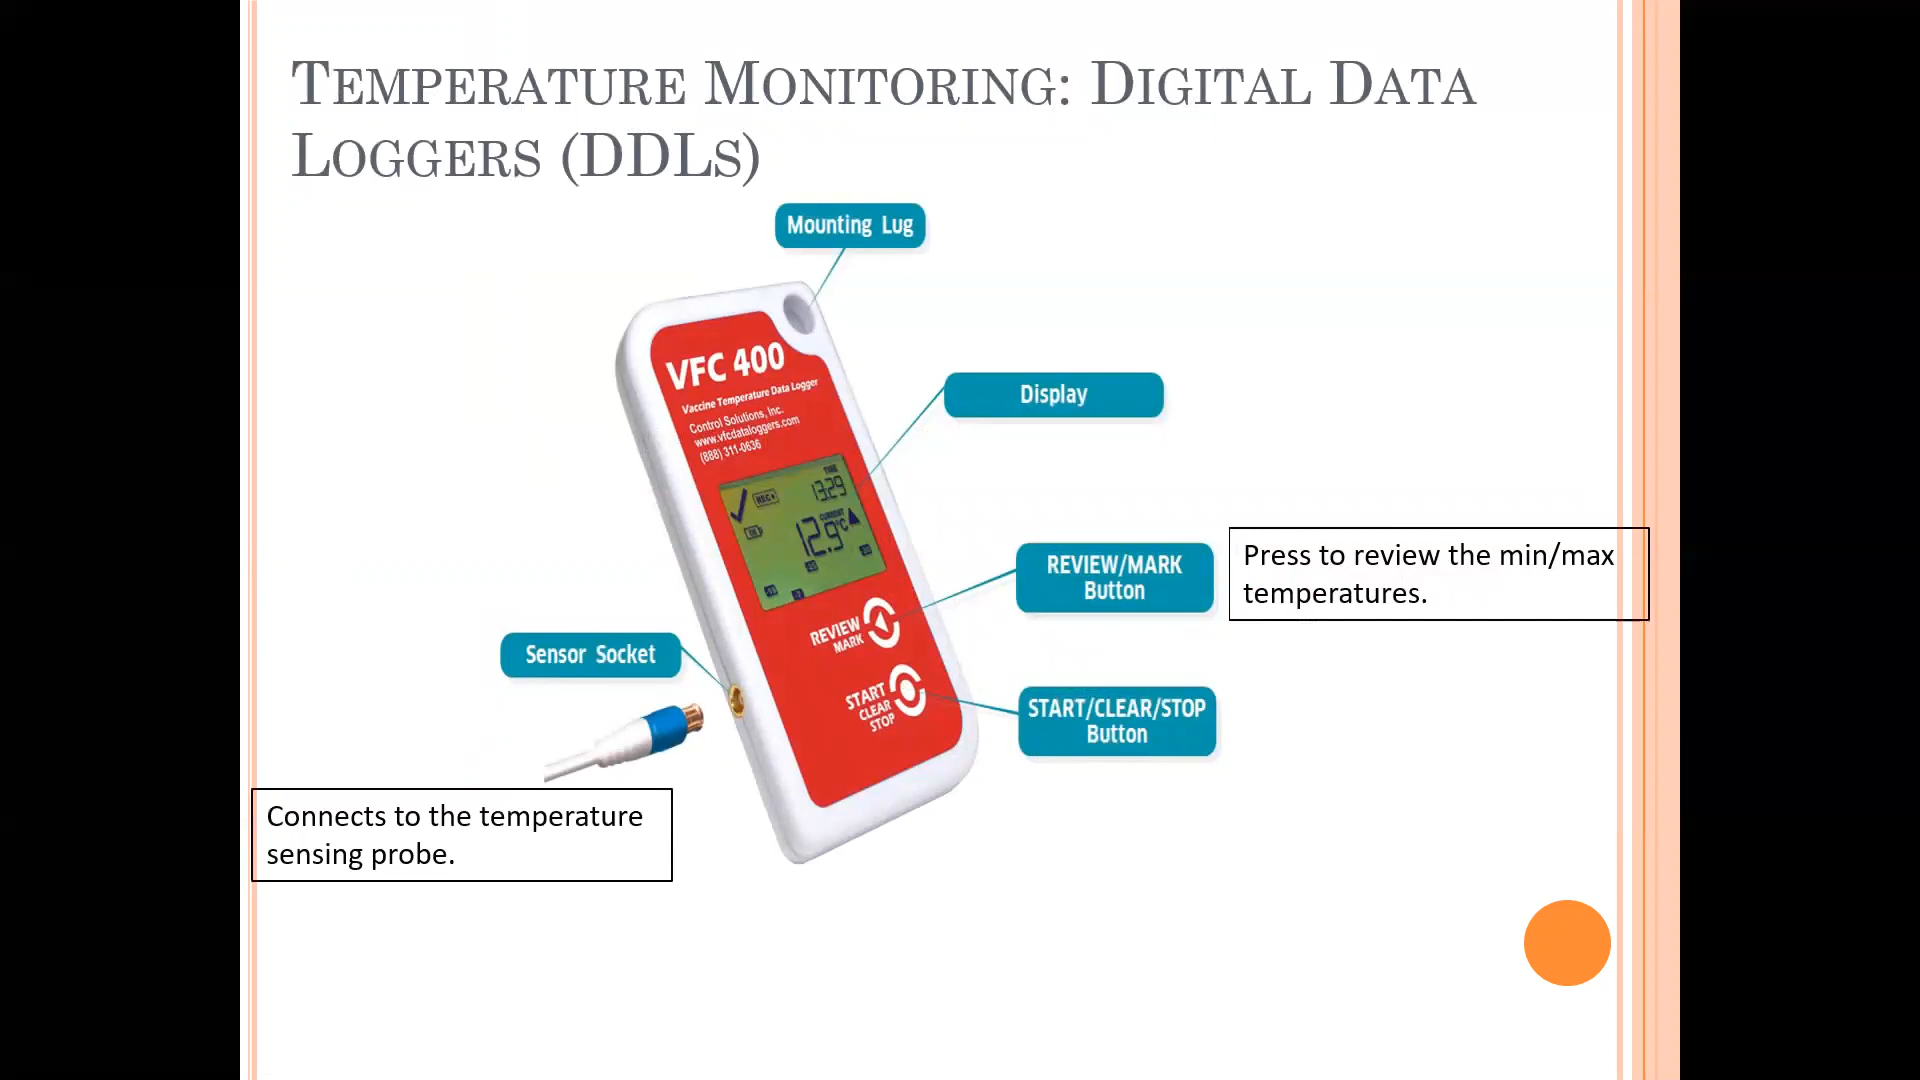 TEMPERATURE MONITORING: DIGITAL DATA
LOGGERS (DDLS)
Mounting Lug
VFC 400
Vaccine Temperature Data Logger
Control Solutions, Inc.
www.vfcdataloggers.com
(888) 311-0636
Display
TIME
REC
13:29
CURRENT
12.9°C
REVIEW/MARK
Button
Press to review the min/max
temperatures.
REVIEW
MARK
Sensor Socket
START
CLEAR
STOP
START/CLEAR/STOP
Button
Connects to the temperature
sensing probe.